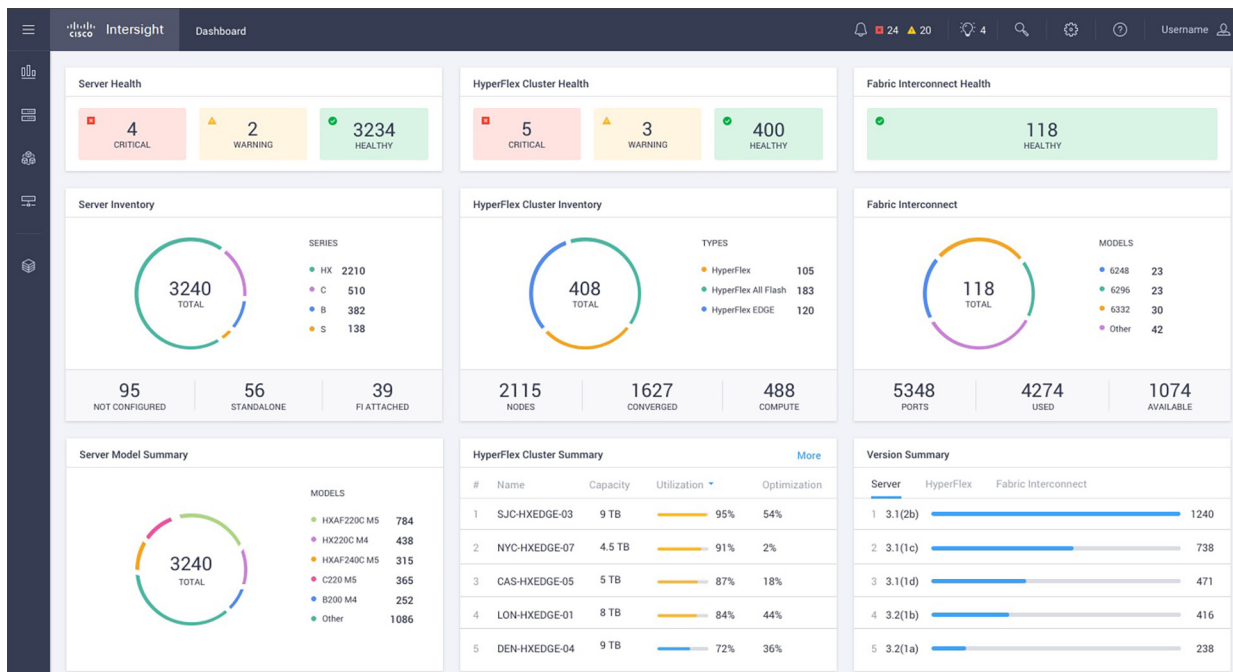 cisco Intersight Dashboard 24 20 4 Username
Server Health
4 CRITICAL
2 WARNING
3234 HEALTHY
HyperFlex Cluster Health
5 CRITICAL
3 WARNING
400 HEALTHY
Fabric Interconnect Health
118 HEALTHY
Server Inventory
3240
TOTAL
SERIES
HX 2210
C 510
B 382
S 138
95 NOT CONFIGURED
56 STANDALONE
39 FI ATTACHED
HyperFlex Cluster Inventory
408
TOTAL
TYPES
HyperFlex 105
HyperFlex All Flash 183
HyperFlex EDGE 120
2115 NODES
1627 CONVERGED
488 COMPUTE
Fabric Interconnect
118
TOTAL
MODELS
6248 23
6296 23
6332 30
Other 42
5348 PORTS
4274 USED
1074 AVAILABLE
Server Model Summary
3240
TOTAL
MODELS
HXAF220C M5 784
HX220C M4 438
HXAF240C M5 315
C220 M5 365
B200 M4 252
Other 1086
HyperFlex Cluster Summary More
# Name Capacity Utilization Optimization
1 SJC-HXEDGE-03 9 TB 95% 54%
2 NYC-HXEDGE-07 4.5 TB 91% 2%
3 CAS-HXEDGE-05 5 TB 87% 18%
4 LON-HXEDGE-01 8 TB 84% 44%
5 DEN-HXEDGE-04 9 TB 72% 36%
Version Summary
Server HyperFlex Fabric Interconnect
1 3.1(2b) 1240
2 3.1(1c) 738
3 3.1(1d) 471
4 3.2(1b) 416
5 3.2(1a) 238